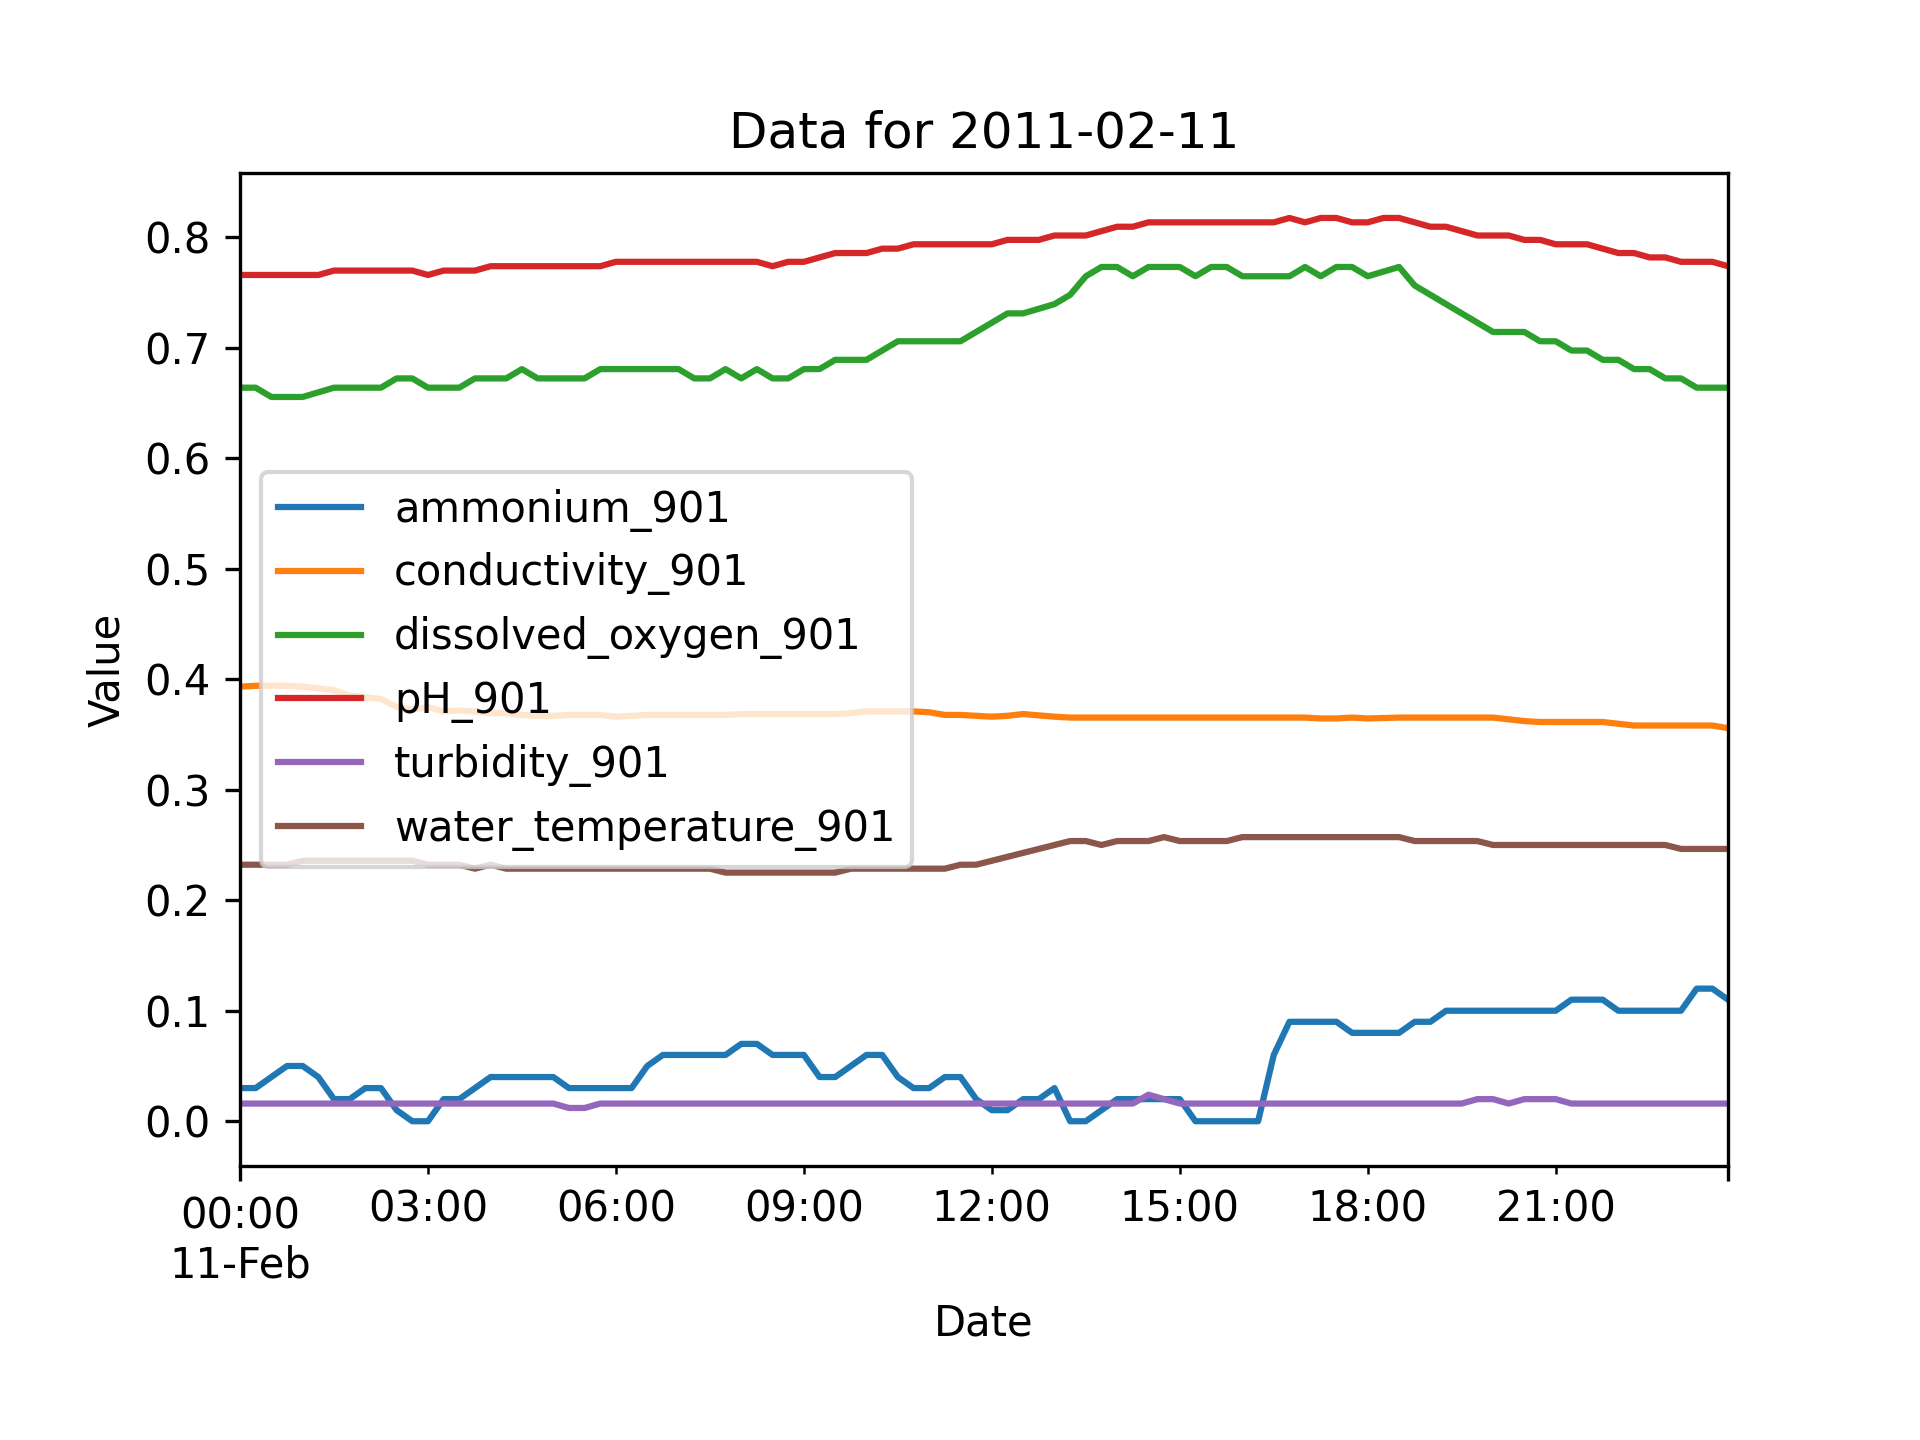 Data for 2011-02-11
Value
0.8
0.7
0.6
0.5
0.4
0.3
0.2
0.1
0.0
ammonium_901
conductivity_901
dissolved_oxygen_901
pH_901
turbidity_901
water_temperature_901
00:00 03:00 06:00 09:00 12:00 15:00 18:00 21:00
11-Feb
Date